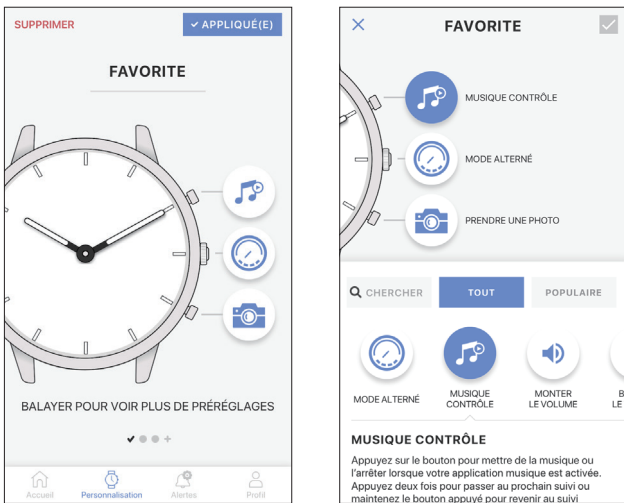 SUPPRIMER
✓ APPLIQUÉ(E)
FAVORITE
BALAYER POUR VOIR PLUS DE PRÉRÉGLAGES
Accueil
Personnalisation
Alertes
Profil
FAVORITE
MUSIQUE CONTRÔLE
MODE ALTERNÉ
PRENDRE UNE PHOTO
CHERCHER
TOUT
POPULAIRE
MODE ALTERNÉ
MUSIQUE
CONTRÔLE
MONTER
LE VOLUME
B
LE
MUSIQUE CONTRÔLE
Appuyez sur le bouton pour mettre de la musique ou
l'arrêter lorsque votre application musique est activée.
Appuyez deux fois pour passer au prochain suivi ou
maintenez le bouton appuyé pour revenir au suivi